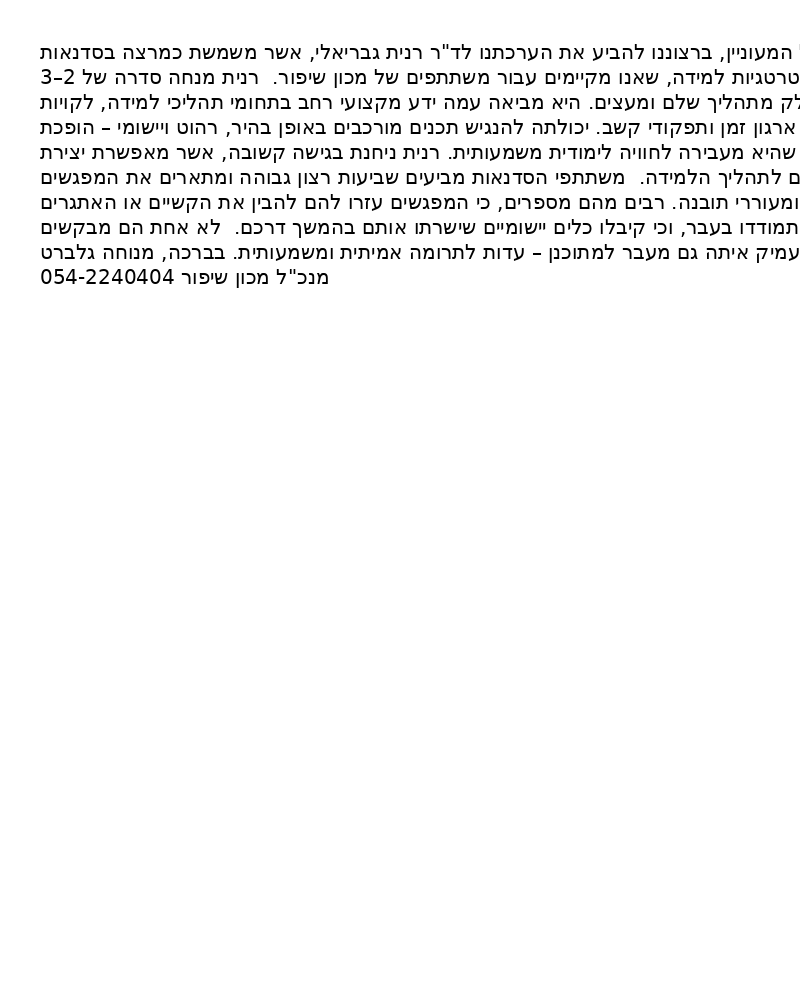 המעוניין, ברצוננו להביע את הערכתנו לד"ר רנית גבריאלי, אשר משמשת כמרצה בסדנאות
למידה, שאנו מקיימים עבור משתתפים של מכון שיפור.  רנית מנחה סדרה של 2–3
מתהליך שלם ומעצים. היא מביאה עמה ידע מקצועי רחב בתחומי תהליכי למידה, לקויות
ארגון זמן ותפקודי קשב. יכולתה להנגיש תכנים מורכבים באופן בהיר, רהוט ויישומי – הופכת
שהיא מעבירה לחוויה לימודית משמעותית. רנית ניחנת בגישה קשובה, אשר מאפשרת יצירת
לתהליך הלמידה.  משתתפי הסדנאות מביעים שביעות רצון גבוהה ומתארים את המפגשים
ומעוררי תובנה. רבים מהם מספרים, כי המפגשים עזרו להם להבין את הקשיים או האתגרים
בעבר, וכי קיבלו כלים יישומיים שישרתו אותם בהמשך דרכם.  לא אחת הם מבקשים
איתה גם מעבר למתוכנן – עדות לתרומה אמיתית ומשמעותית. בברכה, מנוחה גלברט
מנכ"ל מכון שיפור 054-2240404